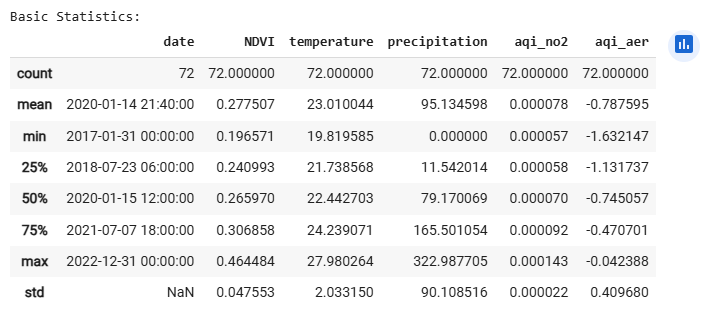 Basic Statistics:
date NDVI temperature precipitation aqi_no2 aqi_aer
count 72 72.000000 72.000000 72.000000 72.000000 72.000000
mean 2020-01-14 21:40:00 0.277507 23.010044 95.134598 0.000078 -0.787595
min 2017-01-31 00:00:00 0.196571 19.819585 0.000000 0.000057 -1.632147
25% 2018-07-23 06:00:00 0.240993 21.738568 11.542014 0.000058 -1.131737
50% 2020-01-15 12:00:00 0.265970 22.442703 79.170069 0.000070 -0.745057
75% 2021-07-07 18:00:00 0.306858 24.239071 165.501054 0.000092 -0.470701
max 2022-12-31 00:00:00 0.464484 27.980264 322.987705 0.000143 -0.042388
std NaN 0.047553 2.033150 90.108516 0.000022 0.409680